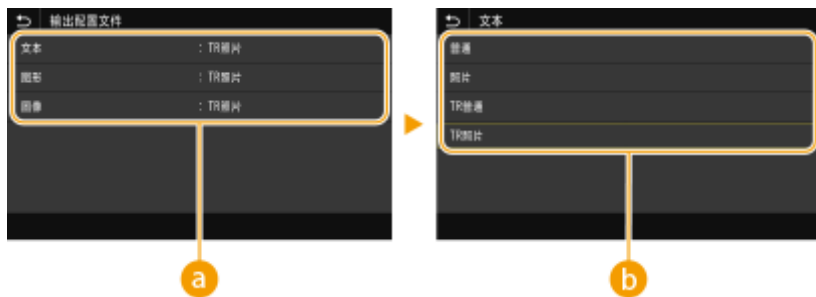 输出配置文件
文本 : TR照片
图形 : TR照片
图像 : TR照片
a
文本
普通
照片
TR普通
TR照片
b